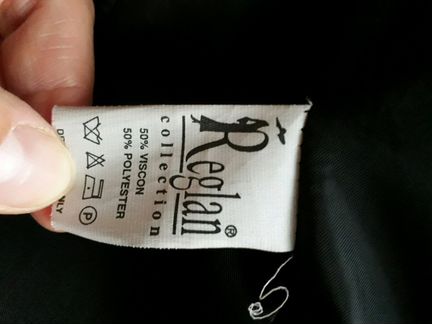 Reglan ®
collection
50% VISCON
50% POLYESTER
P